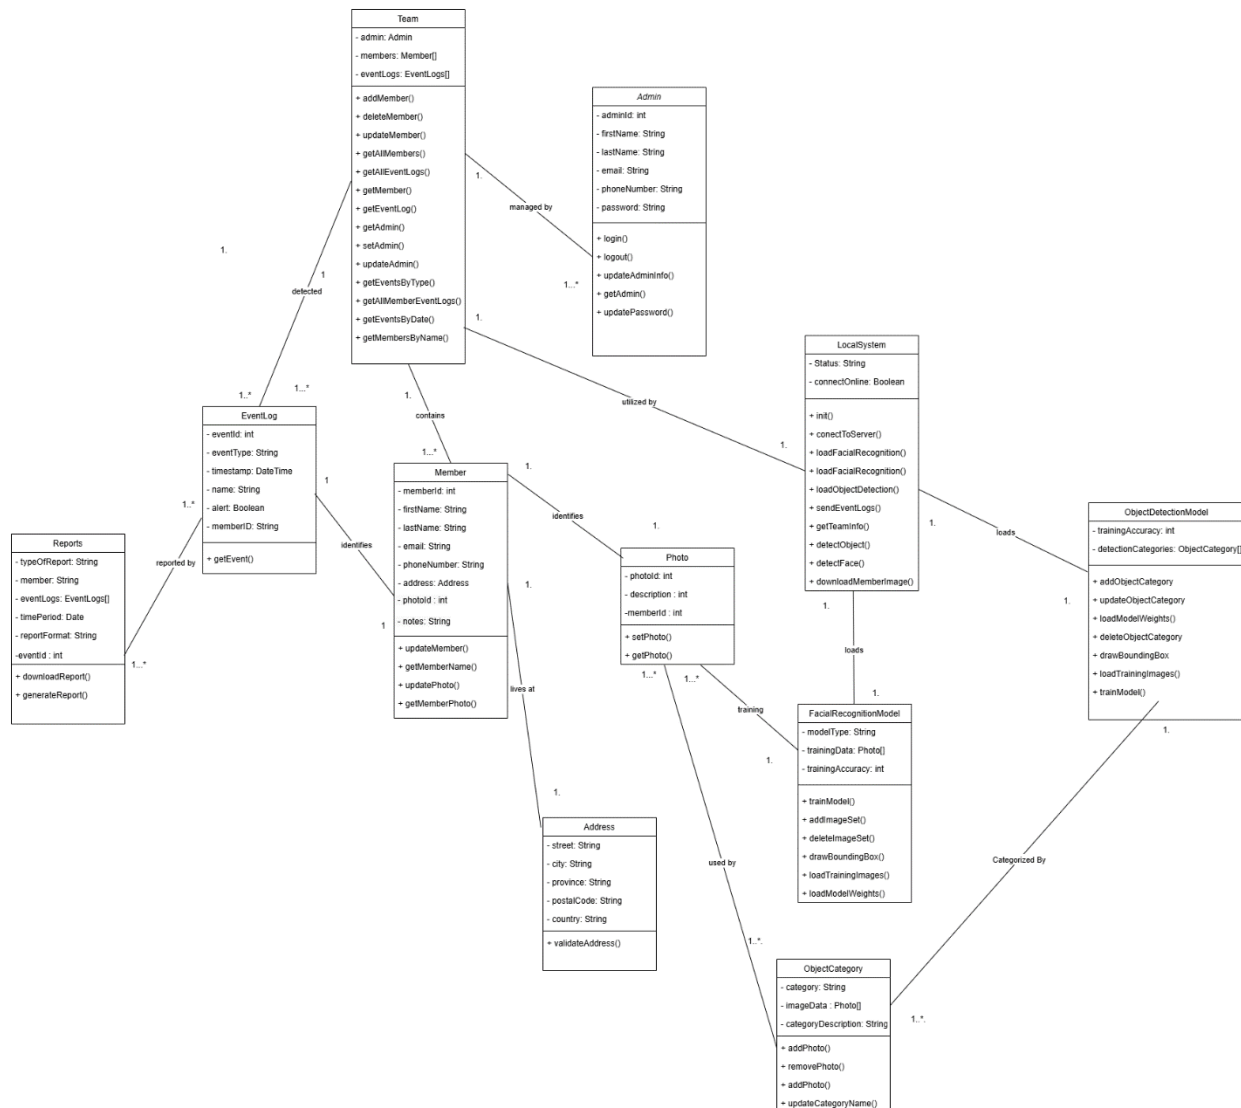 Team
- admin: Admin
- members: Member[]
- eventLogs: EventLogs[]
+ addMember()
+ deleteMember()
+ updateMember()
+ getAllMembers()
+ getAllEventLogs()
+ getMember()
+ getEventLog()
+ getAdmin()
+ setAdmin()
+ updateAdmin()
+ getEventsByType()
+ getAllMemberEventLogs()
+ getEventsByDate()
+ getMembersByName()
Admin
- adminId: int
- firstName: String
- lastName: String
- email: String
- phoneNumber: String
- password: String
+ login()
+ logout()
+ updateAdminInfo()
+ getAdmin()
+ updatePassword()
1.
managed by
1...*
1.
1
detected
1..*
1...*
1.
contains
1...*
1.
utilized by
1.
LocalSystem
- Status: String
- connectOnline: Boolean
+ init()
+ conectToServer()
+ loadFacialRecognition()
+ loadFacialRecognition()
+ loadObjectDetection()
+ sendEventLogs()
+ getTeamInfo()
+ detectObject()
+ detectFace()
+ downloadMemberImage()
EventLog
- eventId: int
- eventType: String
- timestamp: DateTime
- name: String
- alert: Boolean
- memberID: String
+ getEvent()
1
identifies
1
Member
- memberId: int
- firstName: String
- lastName: String
- email: String
- phoneNumber: String
- address: Address
- photoId : int
- notes: String
+ updateMember()
+ getMemberName()
+ updatePhoto()
+ getMemberPhoto()
1.
identifies
1.
1.
lives at
1.
Reports
- typeOfReport: String
- member: String
- eventLogs: EventLogs[]
- timePeriod: Date
- reportFormat: String
-eventId : int
+ downloadReport()
+ generateReport()
1..*
reported by
1...*
Photo
- photoId: int
- description : int
-memberId : int
+ setPhoto()
+ getPhoto()
1...*
1...*
training
1.
used by
1..*.
1.
loads
1.
1.
loads
1.
ObjectDetectionModel
- trainingAccuracy: int
- detectionCategories: ObjectCategory[]
+ addObjectCategory
+ updateObjectCategory
+ loadModelWeights()
+ deleteObjectCategory
+ drawBoundingBox
+ loadTrainingImages()
+ trainModel()
1.
Categorized By
1..*.
FacialRecognitionModel
- modelType: String
- trainingData: Photo[]
- trainingAccuracy: int
+ trainModel()
+ addImageSet()
+ deleteImageSet()
+ drawBoundingBox()
+ loadTrainingImages()
+ loadModelWeights()
Address
- street: String
- city: String
- province: String
- postalCode: String
- country: String
+ validateAddress()
ObjectCategory
- category: String
- imageData : Photo[]
- categoryDescription: String
+ addPhoto()
+ removePhoto()
+ addPhoto()
+ updateCategoryName()